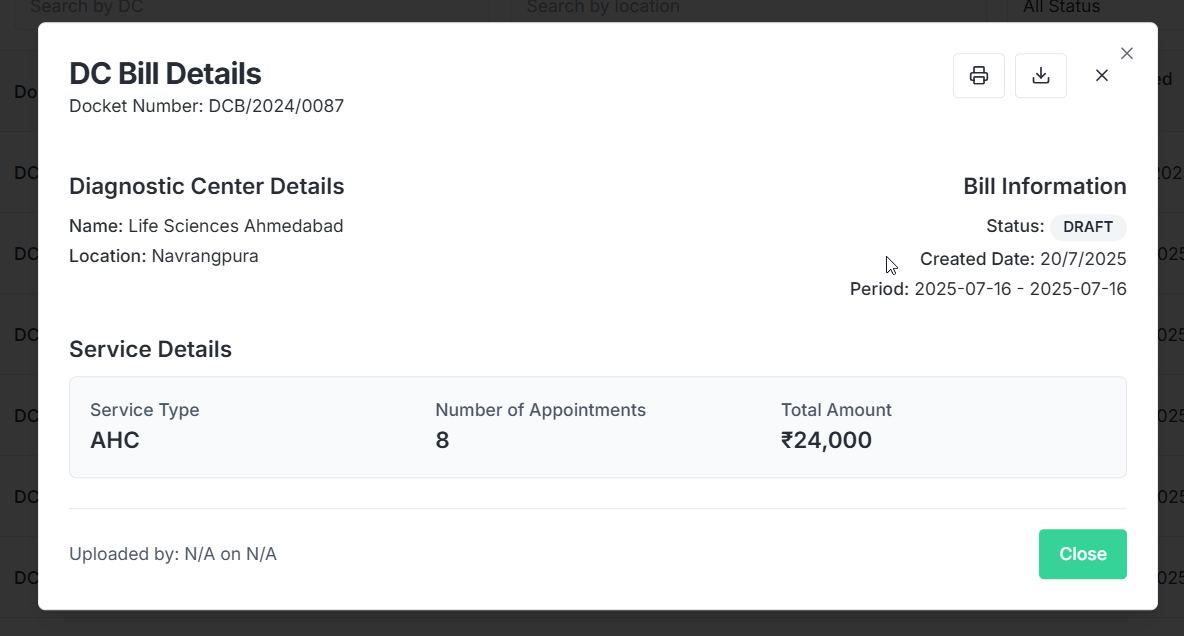 Search by DC
Search by location
All Status
DC Bill Details
Docket Number: DCB/2024/0087
Diagnostic Center Details
Name: Life Sciences Ahmedabad
Location: Navrangpura
Bill Information
Status: DRAFT
Created Date: 20/7/2025
Period: 2025-07-16 - 2025-07-16
Service Details
Service Type
AHC
Number of Appointments
8
Total Amount
₹24,000
Uploaded by: N/A on N/A
Close